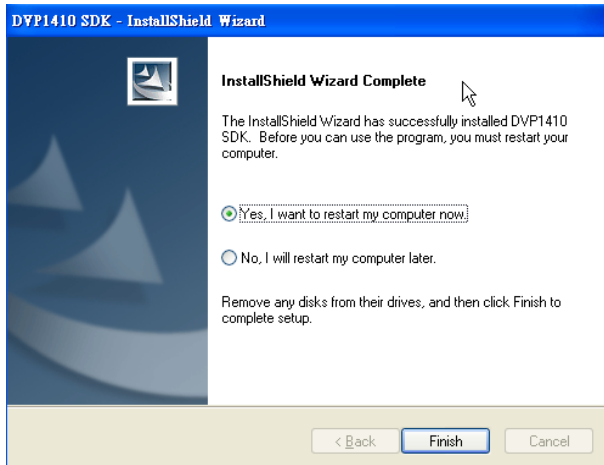 DVP1410 SDK - InstallShield Wizard
InstallShield Wizard Complete
The InstallShield Wizard has successfully installed DVP1410
SDK. Before you can use the program, you must restart your
computer.
Yes, I want to restart my computer now.
No, I will restart my computer later.
Remove any disks from their drives, and then click Finish to
complete setup.
< Back
Finish
Cancel